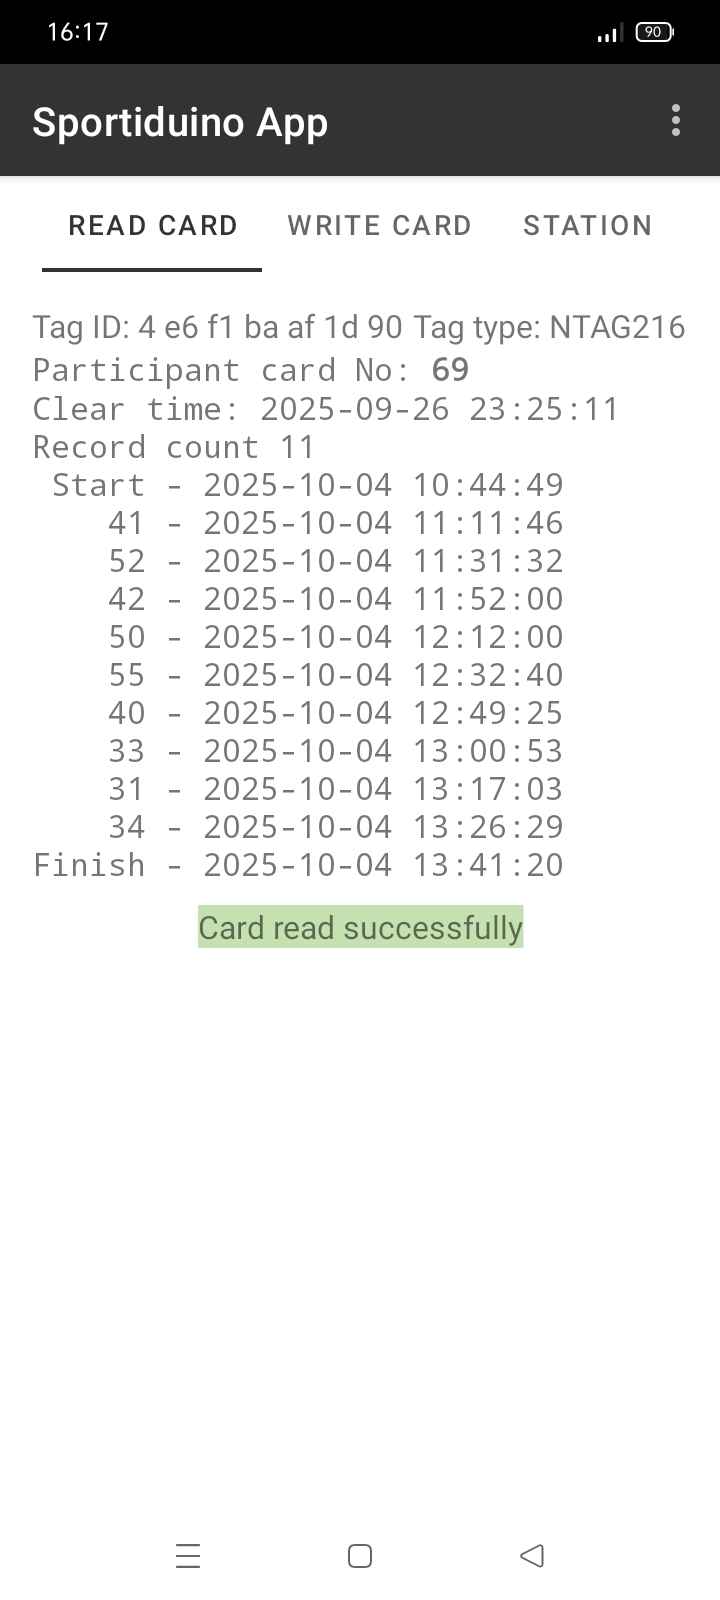 16:17
90
Sportiduino App
READ CARD WRITE CARD STATION
Tag ID: 4 e6 f1 ba af 1d 90 Tag type: NTAG216
Participant card No: 69
Clear time: 2025-09-26 23:25:11
Record count 11
Start - 2025-10-04 10:44:49
41 - 2025-10-04 11:11:46
52 - 2025-10-04 11:31:32
42 - 2025-10-04 11:52:00
50 - 2025-10-04 12:12:00
55 - 2025-10-04 12:32:40
40 - 2025-10-04 12:49:25
33 - 2025-10-04 13:00:53
31 - 2025-10-04 13:17:03
34 - 2025-10-04 13:26:29
Finish - 2025-10-04 13:41:20
Card read successfully